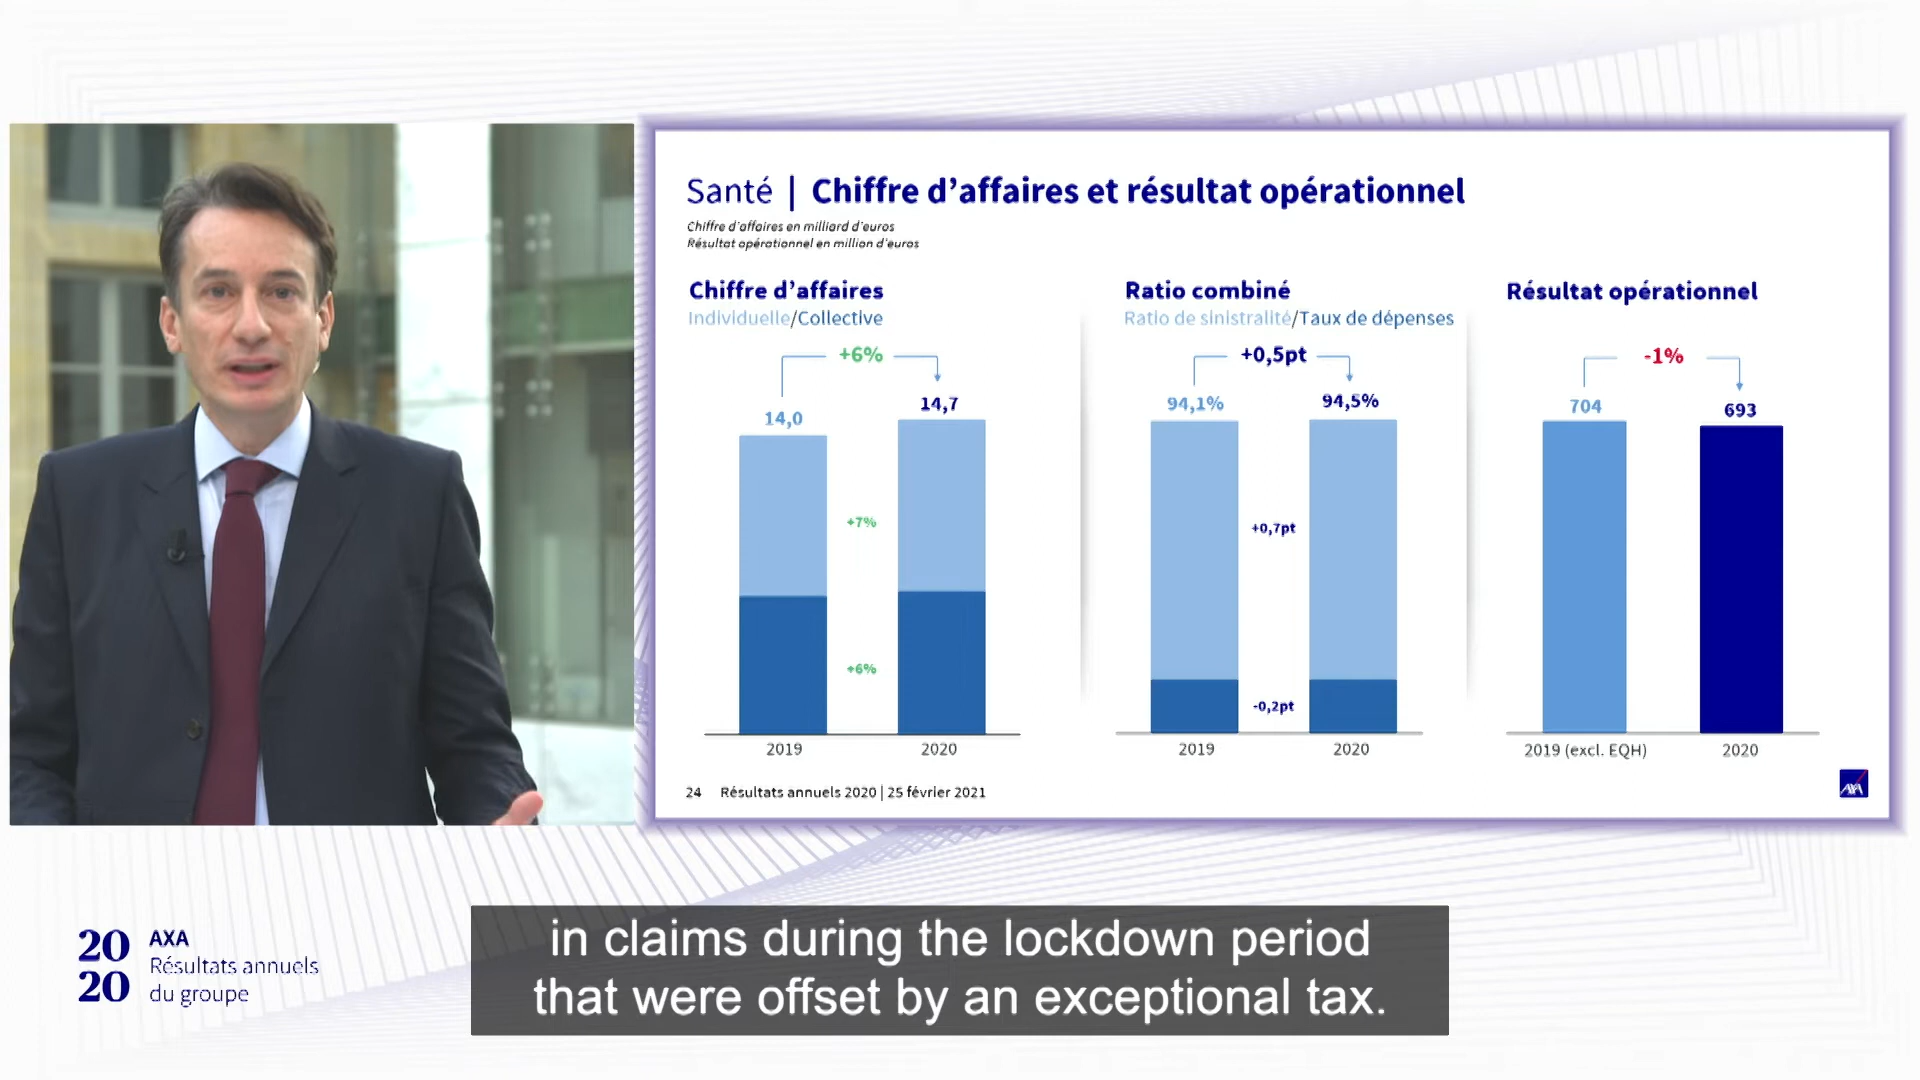 Santé | Chiffre d'affaires et résultat opérationnel
Chiffre d'affaires en milliard d'euros
Résultat opérationnel en million d'euros
Chiffre d'affaires
Individuelle/Collective
+6%
14,0
14,7
+7%
+6%
2019
2020
Ratio combiné
Ratio de sinistralité/Taux de dépenses
+0,5pt
94,1%
94,5%
+0,7pt
-0,2pt
2019
2020
Résultat opérationnel
-1%
704
693
2019 (excl. EQH)
2020
24 Résultats annuels 2020 | 25 février 2021
AXA
20
20
AXA
Résultats annuels
du groupe
in claims during the lockdown period
that were offset by an exceptional tax.